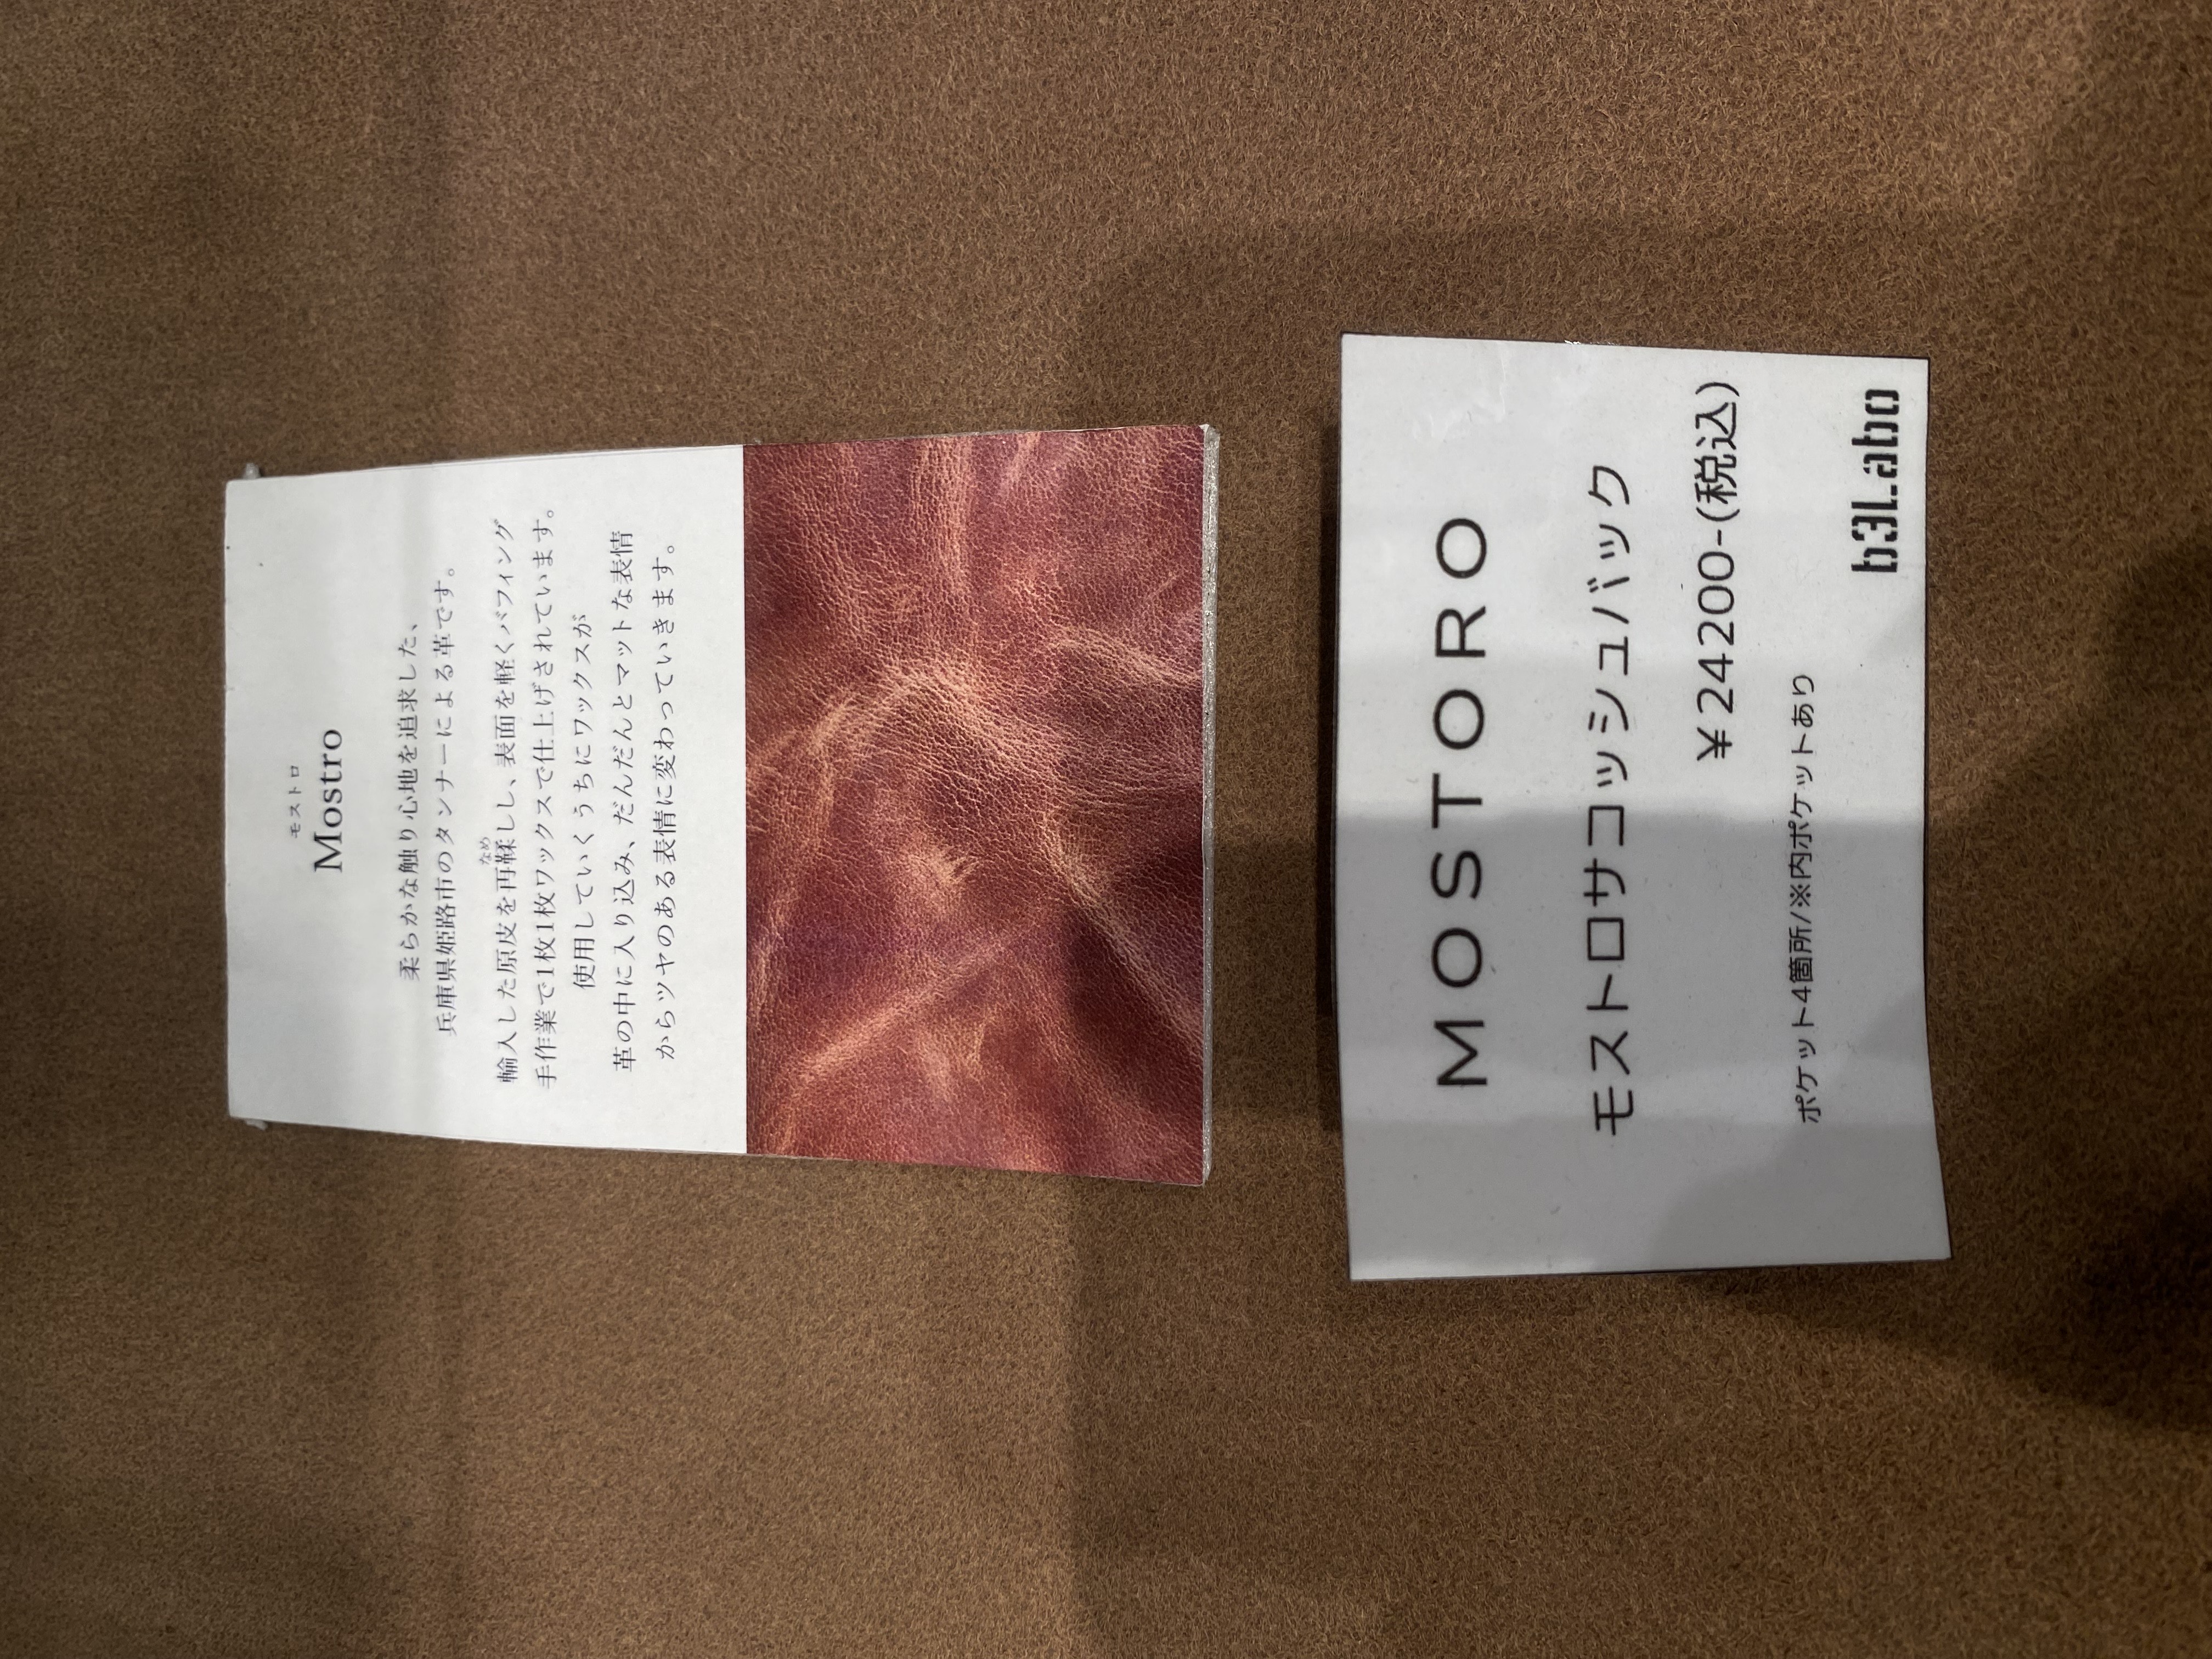 モストロ
Mostro
柔らかな触り心地を追求した、
兵庫県姫路市のタンナーによる革です。
なめ
輸入した原皮を再鞣しし、表面を軽くバフィング
手作業で1枚1枚ワックスで仕上げされています。
使用していくうちにワックスが
革の中に入り込み、だんだんとマットな表情
からツヤのある表情に変わっていきます。
MOSTORO
モストロサコッシュバック
¥24200-(税込)
ポケット4箇所/※内ポケットあり
b3Labo